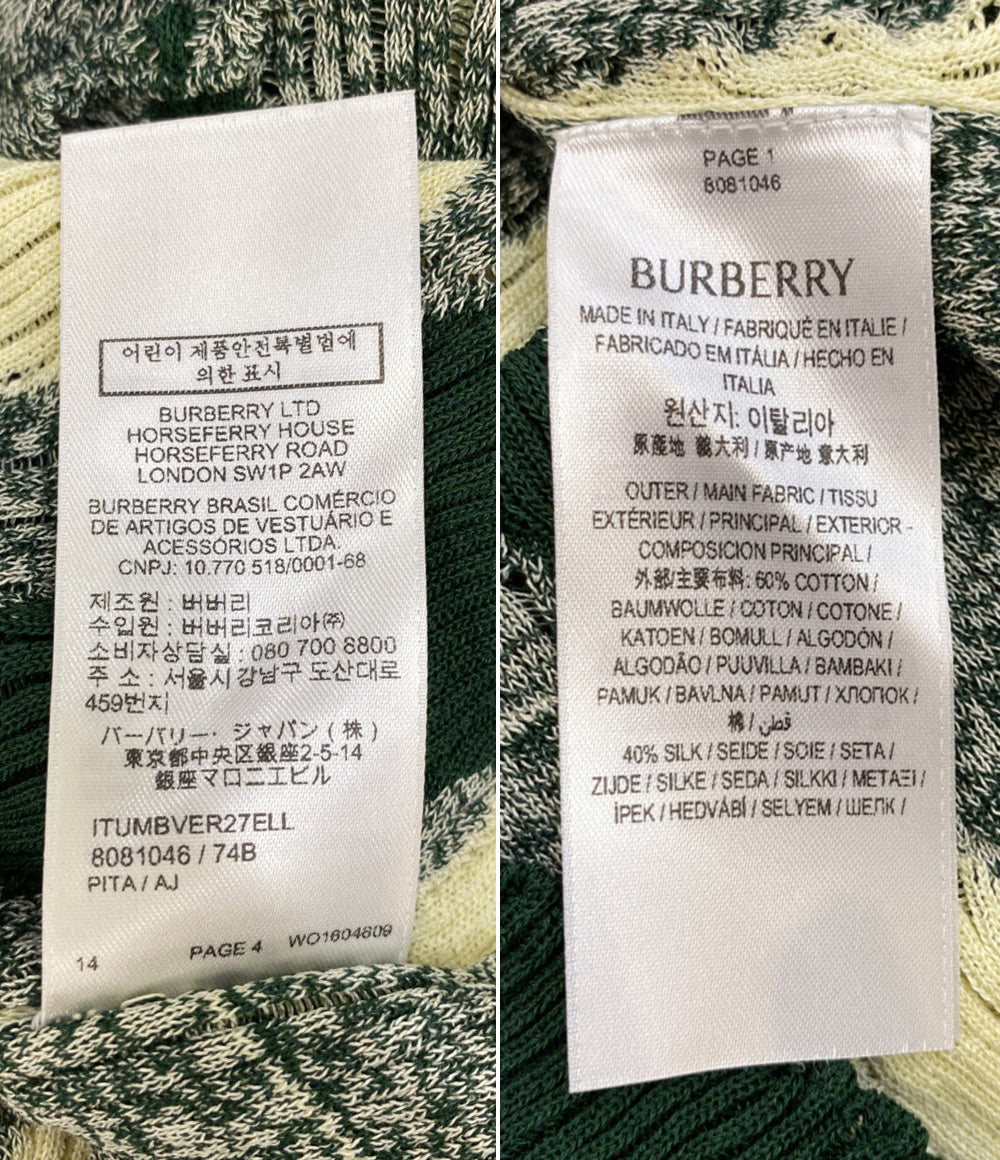 어린이 제품안전특별법에
의한 표시
BURBERRY LTD
HORSEFERRY HOUSE
HORSEFERRY ROAD
LONDON SW1P 2AW
BURBERRY BRASIL COMÉRCIO
DE ARTIGOS DE VESTUÁRIO E
ACESSÓRIOS LTDA.
CNPJ: 10.770 518/0001-68
제조원 : 버버리
수입원 : 버버리코리아㈜
소비자상담실 : 080 700 8800
주 소 : 서울시 강남구 도산대로
459번지
バーバリー・ジャパン（株）
東京都中央区銀座2-5-14
銀座マロニエビル
ITUMBVER27ELL
8081046 / 74B
PITA / AJ
14 PAGE 4 WO1604609
PAGE 1
8081046
BURBERRY
MADE IN ITALY / FABRIQUÉ EN ITALIE /
FABRICADO EM ITÁLIA / HECHO EN
ITALIA
원산지: 이탈리아
原產地 義大利 / 原产地 意大利
OUTER / MAIN FABRIC / TISSU
EXTÉRIEUR / PRINCIPAL / EXTERIOR -
COMPOSICION PRINCIPAL /
外部/主要布料: 60% COTTON /
BAUMWOLLE / COTON / COTONE /
KATOEN / BOMULL / ALGODÓN /
ALGODÃO / PUUVILLA / BAMBAKI /
PAMUK / BAVLNA / PAMUT / ХЛОПОК /
棉 / قطن /
40% SILK / SEIDE / SOIE / SETA /
ZIJDE / SILKE / SEDA / SILKKI / ΜΕΤΑΞΙ /
İPEK / HEDVÁBÍ / SELYEM / ШЕЛК /